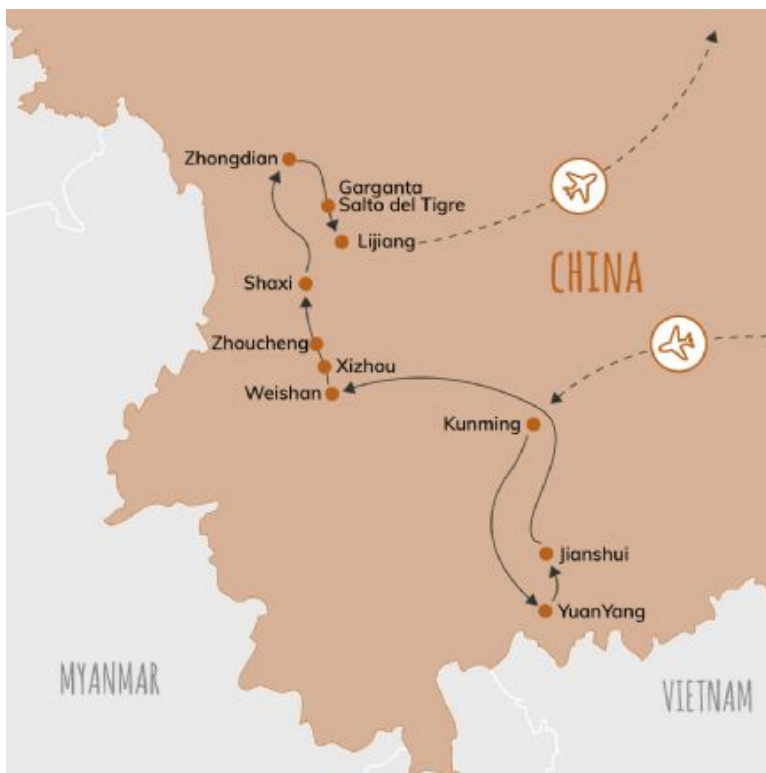 Zhongdian
Garganta
Salto del Tigre
Lijiang
CHINA
Shaxi
Zhoucheng
Xizhou
Weishan
Kunming
Jianshui
YuanYang
MYANMAR
VIETNAM